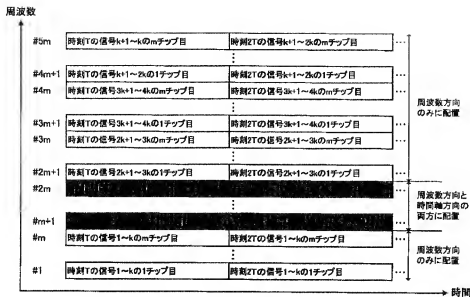 周波数
#5m 時刻Tの信号k+1～kのmチップ目 時刻2Tの信号k+1～2kのmチップ目 …
#4m+1 時刻Tの信号k+1～2kの1チップ目 時刻2Tの信号k+1～2kの1チップ目 …
#4m 時刻Tの信号3k+1～4kのmチップ目 時刻2Tの信号3k+1～4kのmチップ目 …
#3m+1 時刻Tの信号3k+1～4kの1チップ目 時刻2Tの信号3k+1～4kの1チップ目 …
#3m 時刻Tの信号2k+1～3kのmチップ目 時刻2Tの信号2k+1～3kのmチップ目 …
周波数方向
のみに配置
#2m+1 時刻Tの信号2k+1～3kの1チップ目 時刻2Tの信号2k+1～3kの1チップ目 …
#2m
周波数方向と
時間軸方向の
両方に配置
#m+1
#m 時刻Tの信号1～kのmチップ目 時刻2Tの信号1～kのmチップ目 …
周波数方向
のみに配置
#1 時刻Tの信号1～kの1チップ目 時刻2Tの信号1～kの1チップ目 …
時間